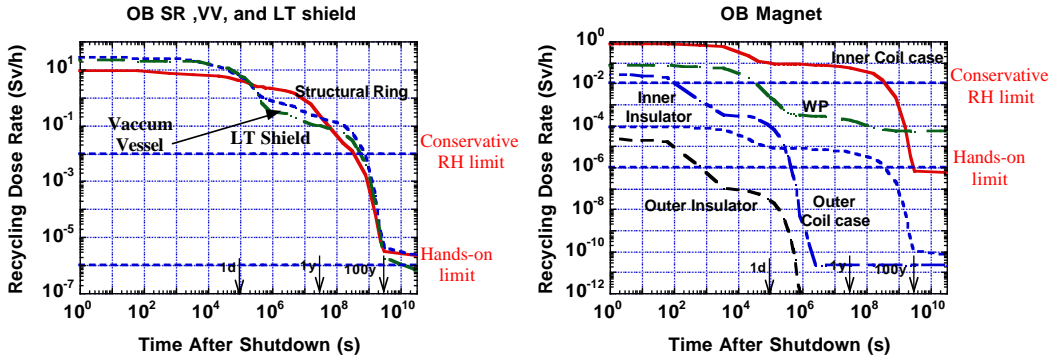 OB SR ,VV, and LT shield
Recycling Dose Rate (Sv/h)
10^1
10^-1
10^-2
10^-3
10^-5
10^-6
10^-7
Structural Ring
Vaccum
Vessel
LT Shield
Conservative
RH limit
Hands-on
limit
1d
1y
100y
10^0 10^2 10^4 10^6 10^8 10^10
Time After Shutdown (s)
OB Magnet
Recycling Dose Rate (Sv/h)
10^0
10^-2
10^-4
10^-6
10^-8
10^-10
10^-12
Inner Coil case
Inner
Insulator
WP
Outer Insulator
Outer
Coil case
Conservative
RH limit
Hands-on
limit
1d
1y
100y
10^0 10^2 10^4 10^6 10^8 10^10
Time After Shutdown (s)